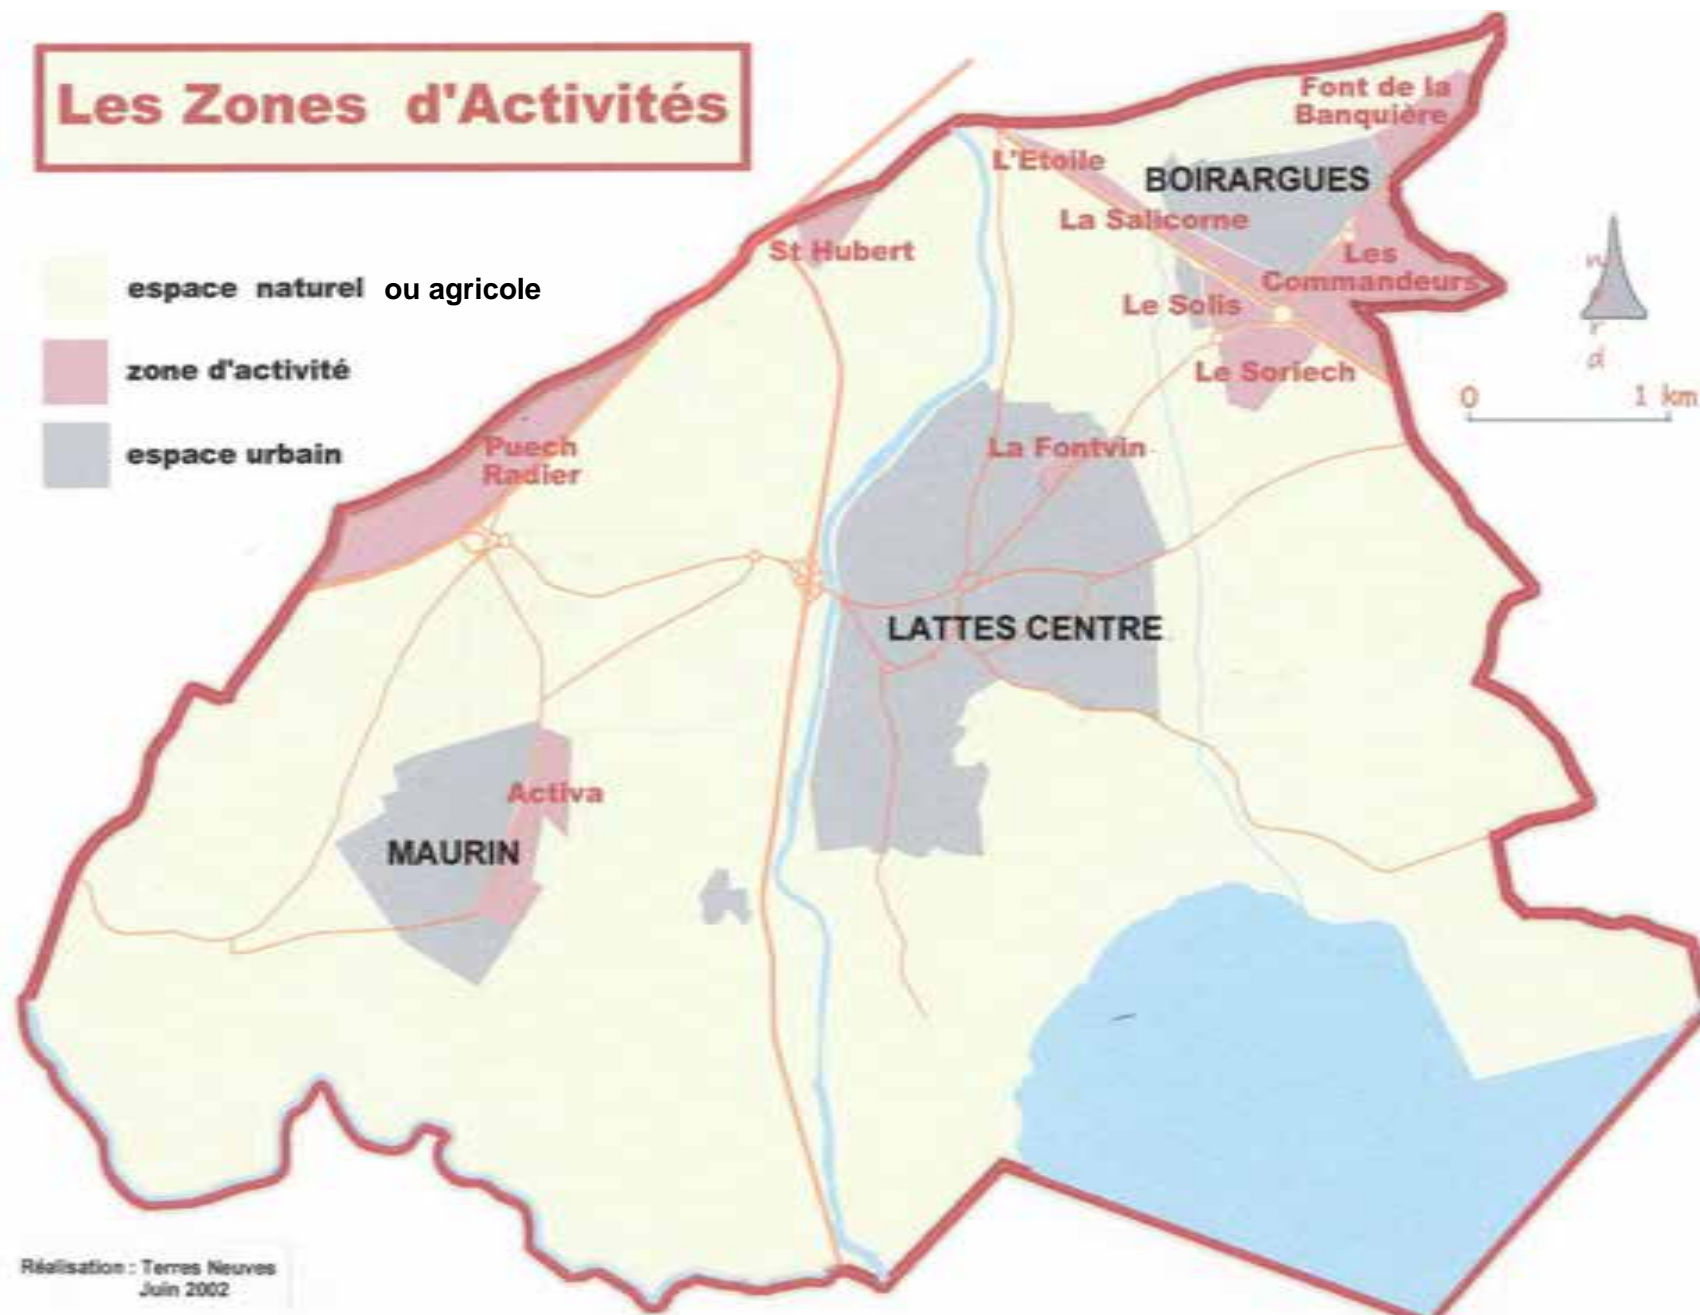 Les Zones d'Activités
espace naturel ou agricole
zone d'activité
espace urbain
Font de la
Banquière
L'Etoile
BOIRARGUES
La Salicorne
St Hubert
Les
Commandeurs
Le Solis
Le Soriech
n
r
d
0 1 km
Puech
Radier
La Fontvin
LATTES CENTRE
Activa
MAURIN
Réalisation : Terres Neuves
Juin 2002